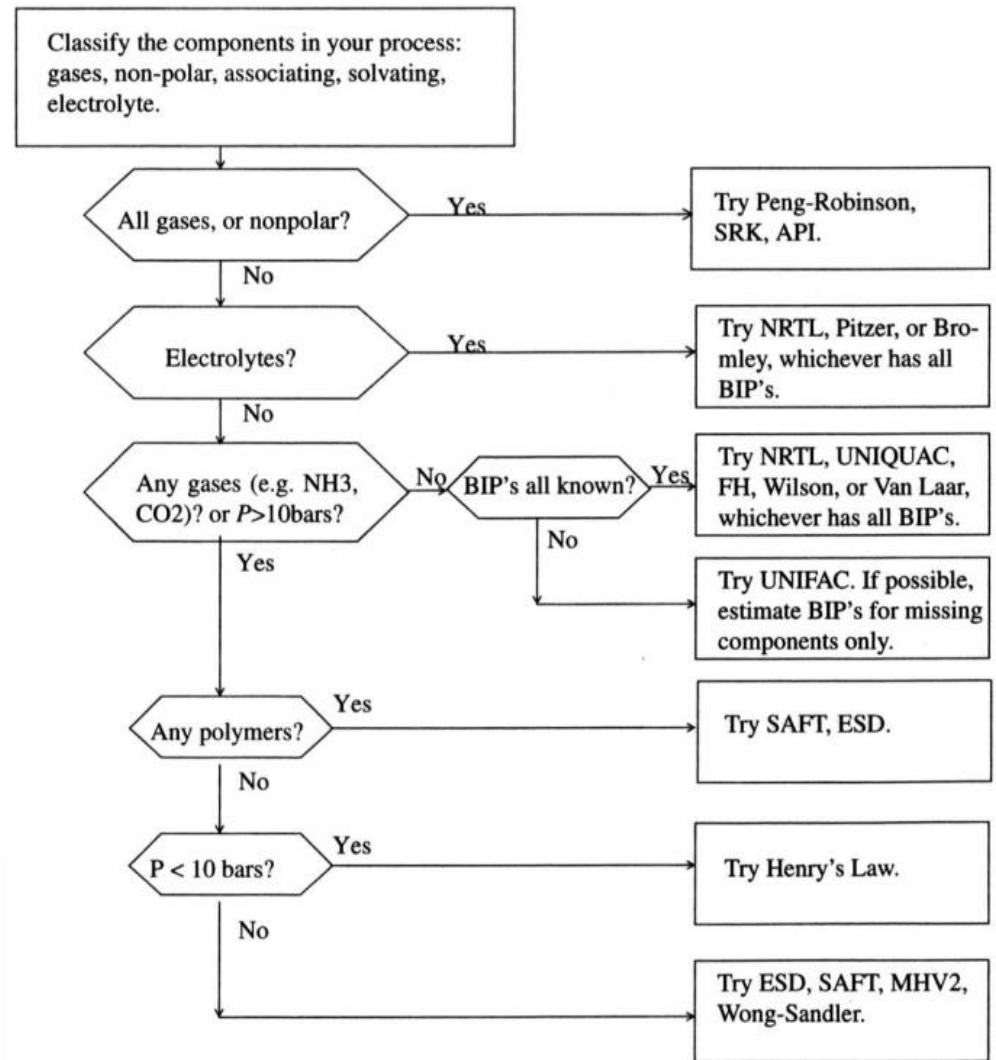 Classify the components in your process:
gases, non-polar, associating, solvating,
electrolyte.
All gases, or nonpolar?
Yes
Try Peng-Robinson,
SRK, API.
No
Electrolytes?
Yes
Try NRTL, Pitzer, or Bro-
mley, whichever has all
BIP's.
No
Any gases (e.g. NH3,
CO2)? or P>10bars?
No
BIP's all known?
Yes
Try NRTL, UNIQUAC,
FH, Wilson, or Van Laar,
whichever has all BIP's.
No
Try UNIFAC. If possible,
estimate BIP's for missing
components only.
Yes
Any polymers?
Yes
Try SAFT, ESD.
No
P < 10 bars?
Yes
Try Henry's Law.
No
Try ESD, SAFT, MHV2,
Wong-Sandler.